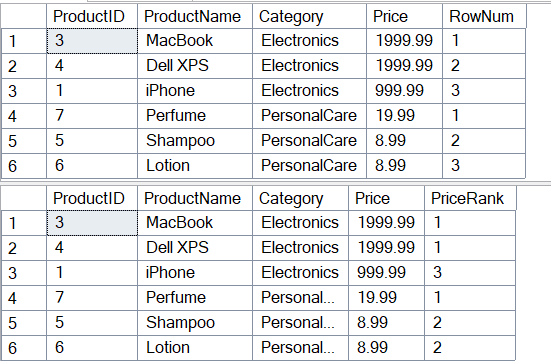 ProductID ProductName Category Price RowNum
1 3 MacBook Electronics 1999.99 1
2 4 Dell XPS Electronics 1999.99 2
3 1 iPhone Electronics 999.99 3
4 7 Perfume PersonalCare 19.99 1
5 5 Shampoo PersonalCare 8.99 2
6 6 Lotion PersonalCare 8.99 3
ProductID ProductName Category Price PriceRank
1 3 MacBook Electronics 1999.99 1
2 4 Dell XPS Electronics 1999.99 1
3 1 iPhone Electronics 999.99 3
4 7 Perfume Personal... 19.99 1
5 5 Shampoo Personal... 8.99 2
6 6 Lotion Personal... 8.99 2